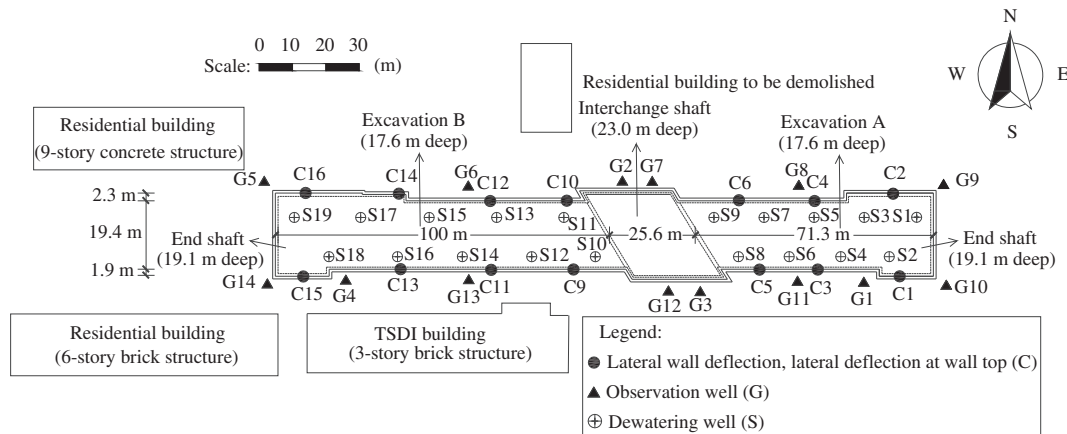 0 10 20 30
Scale: (m)
N
W E
S
Residential building to be demolished
Interchange shaft
(23.0 m deep)
Residential building
(9-story concrete structure)
Excavation B
(17.6 m deep)
Excavation A
(17.6 m deep)
G5 C16 C14 G6 C12 C10 G2 G7 C6 G8 C4 C2 G9
2.3 m
S19 S17 S15 S13 S11 S9 S7 S5 S3 S1
19.4 m
100 m 25.6 m 71.3 m
End shaft
(19.1 m deep)
End shaft
(19.1 m deep)
S18 S16 S14 S12 S10 S8 S6 S4 S2
1.9 m
G14 C15 G4 C13 G13 C11 C9 G12 G3 C5 G11 C3 G1 C1 G10
Residential building
(6-story brick structure)
TSDI building
(3-story brick structure)
Legend:
Lateral wall deflection, lateral deflection at wall top (C)
Observation well (G)
Dewatering well (S)